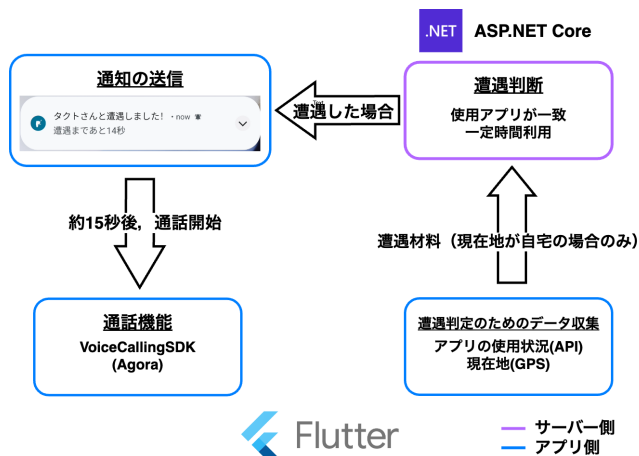 .NET
ASP.NET Core
通知の送信
タクトさんと遭遇しました！・now
遭遇まであと14秒
遭遇判断
使用アプリが一致
一定時間利用
Text
遭遇した場合
約15秒後，通話開始
遭遇材料（現在地が自宅の場合のみ）
通話機能
VoiceCallingSDK
(Agora)
遭遇判定のためのデータ収集
アプリの使用状況(API)
現在地(GPS)
Flutter
サーバー側
アプリ側